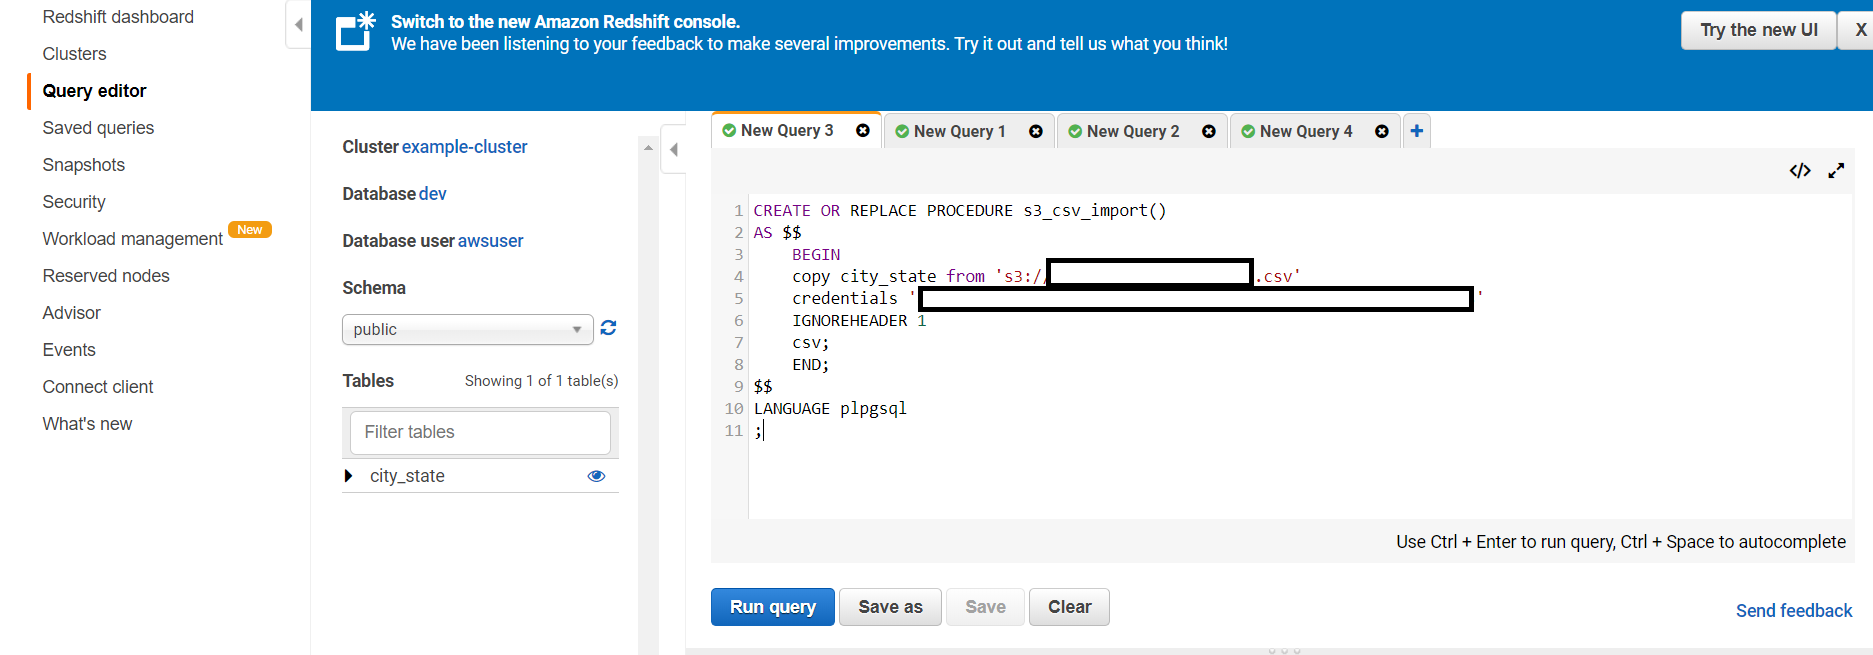 Redshift dashboard
Clusters
Query editor
Saved queries
Snapshots
Security
Workload management New
Reserved nodes
Advisor
Events
Connect client
What's new
Switch to the new Amazon Redshift console.
We have been listening to your feedback to make several improvements. Try it out and tell us what you think!
Try the new UI
X
Cluster example-cluster
Database dev
Database user awsuser
Schema
public
Tables Showing 1 of 1 table(s)
Filter tables
city_state
New Query 3 New Query 1 New Query 2 New Query 4 +
</>
1 CREATE OR REPLACE PROCEDURE s3_csv_import()
2 AS $$
3 BEGIN
4 copy city_state from 's3:/ .csv'
5 credentials ' '
6 IGNOREHEADER 1
7 csv;
8 END;
9 $$
10 LANGUAGE plpgsql
11 ;
Use Ctrl + Enter to run query, Ctrl + Space to autocomplete
Run query Save as Save Clear
Send feedback